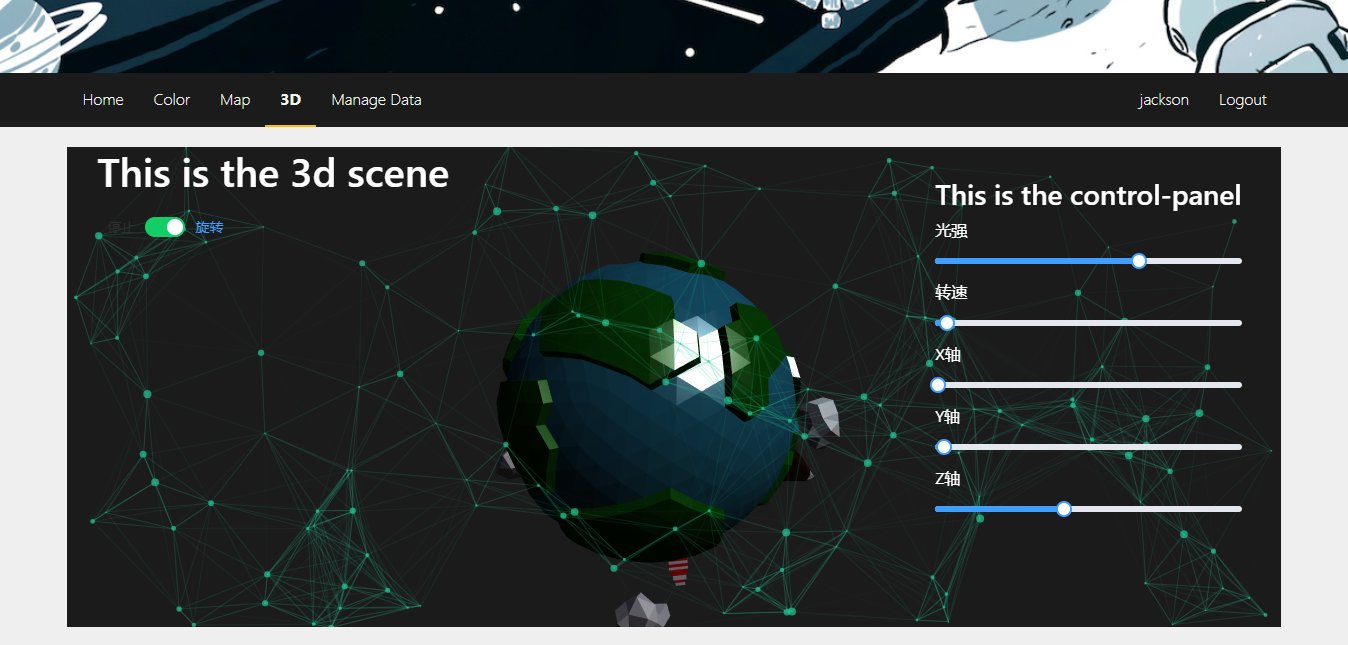 Home Color Map 3D Manage Data jackson Logout
This is the 3d scene
停止 旋转
This is the control-panel
光强
转速
X轴
Y轴
Z轴